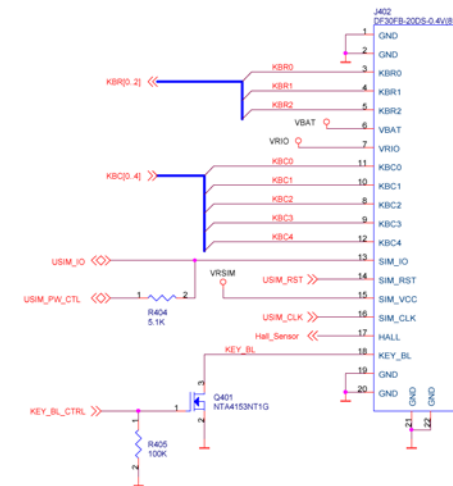 J402
DF30FB-20DS-0.4V(8
1 GND
2 GND
KBR[0..2] KBR0 3 KBR0
KBR1 4 KBR1
KBR2 5 KBR2
VBAT 6 VBAT
VRIO 7 VRIO
KBC[0..4] KBC0 11 KBC0
KBC1 10 KBC1
KBC2 8 KBC2
KBC3 9 KBC3
KBC4 12 KBC4
USIM_IO 13 SIM_IO
USIM_RST 14 SIM_RST
VRSIM 15 SIM_VCC
USIM_PW_CTL 1 2
R404
5.1K
USIM_CLK 16 SIM_CLK
Hall_Sensor 17 HALL
KEY_BL 18 KEY_BL
19 GND
20 GND
GND GND
21 22
3
Q401
NTA4153NT1G
KEY_BL_CTRL 1
2
1
R405
100K
2